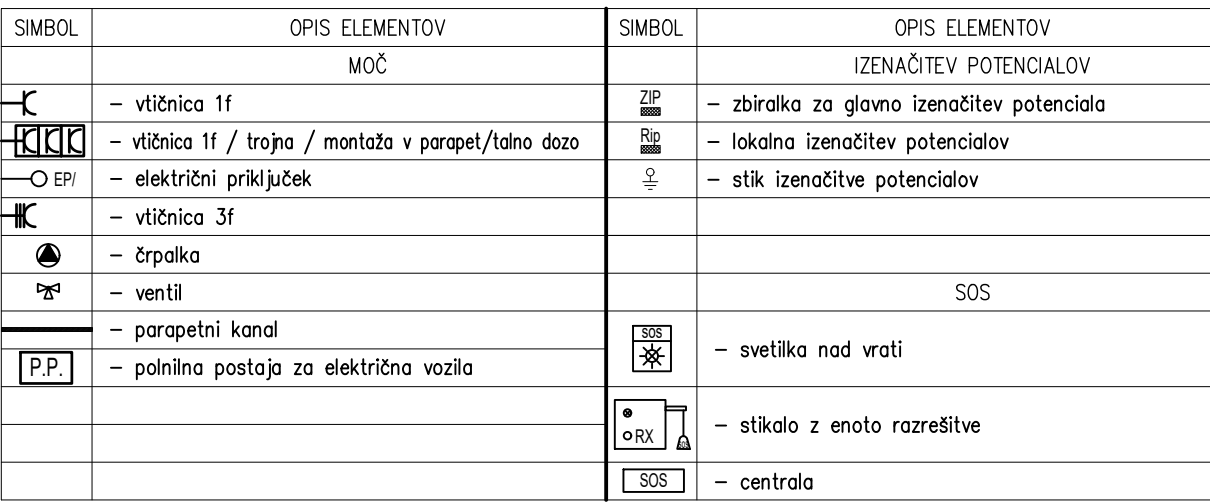 SIMBOL OPIS ELEMENTOV
MOČ
– vtičnica 1f
– vtičnica 1f / trojna / montaža v parapet/talno dozo
EP/ – električni priključek
– vtičnica 3f
– črpalka
– ventil
– parapetni kanal
P.P. – polnilna postaja za električna vozila
SIMBOL OPIS ELEMENTOV
IZENAČITEV POTENCIALOV
ZIP – zbiralka za glavno izenačitev potenciala
Rip – lokalna izenačitev potencialov
– stik izenačitve potencialov
SOS
SOS
– svetilka nad vrati
RX SOS – stikalo z enoto razrešitve
SOS – centrala